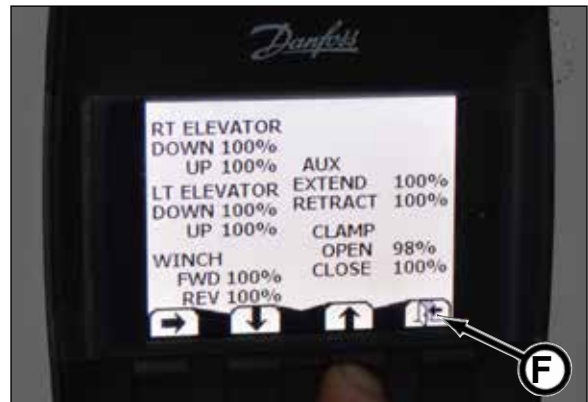 Danfoss
RT ELEVATOR
DOWN 100%
UP 100%
LT ELEVATOR
DOWN 100%
UP 100%
WINCH
FWD 100%
REV 100%
AUX
EXTEND 100%
RETRACT 100%
CLAMP
OPEN 98%
CLOSE 100%
F